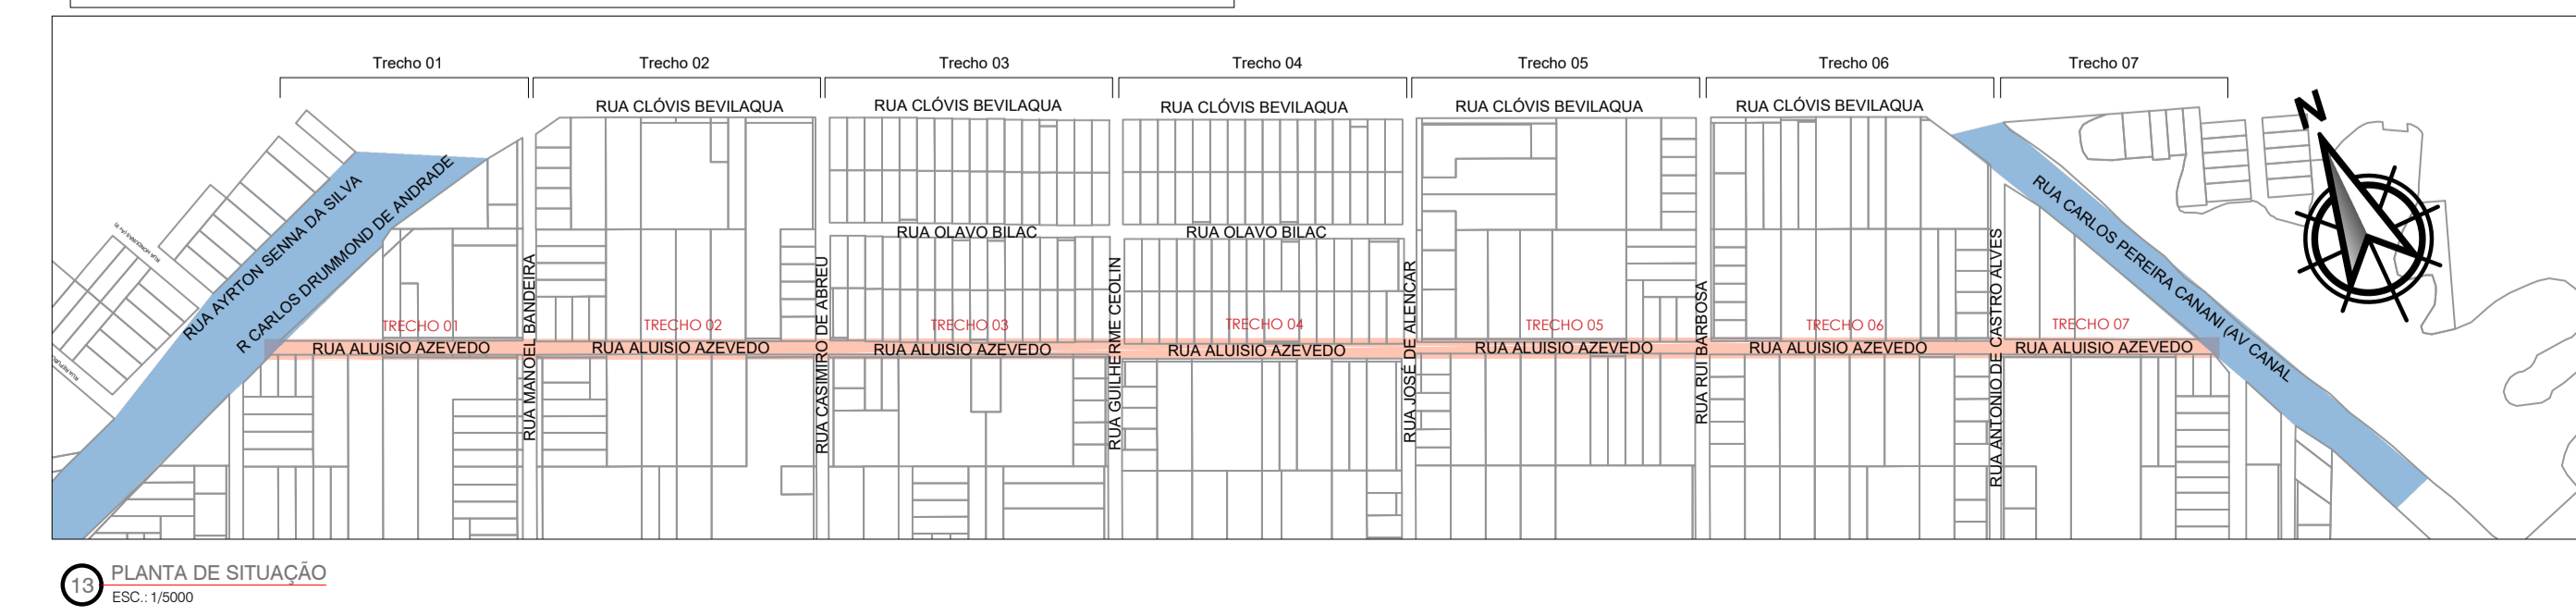 Trecho 01
Trecho 02
Trecho 03
Trecho 04
Trecho 05
Trecho 06
Trecho 07
RUA CLÓVIS BEVILAQUA
RUA CLÓVIS BEVILAQUA
RUA CLÓVIS BEVILAQUA
RUA CLÓVIS BEVILAQUA
RUA CLÓVIS BEVILAQUA
N
RUA AYRTON SENNA DA SILVA
R CARLOS DRUMMOND DE ANDRADE
RUA OLAVO BILAC
RUA OLAVO BILAC
RUA CARLOS PEREIRA CANANI (AV CANAL
RUA MANOEL BANDEIRA
RUA CASIMIRO DE ABREU
RUA GUILHERME CEOLIN
RUA JOSÉ DE ALENCAR
RUA RUI BARBOSA
RUA ANTONIO DE CASTRO ALVES
TRECHO 01
TRECHO 02
TRECHO 03
TRECHO 04
TRECHO 05
TRECHO 06
TRECHO 07
RUA ALUISIO AZEVEDO
RUA ALUISIO AZEVEDO
RUA ALUISIO AZEVEDO
RUA ALUISIO AZEVEDO
RUA ALUISIO AZEVEDO
RUA ALUISIO AZEVEDO
RUA ALUISIO AZEVEDO
13
PLANTA DE SITUAÇÃO
ESC.: 1/5000